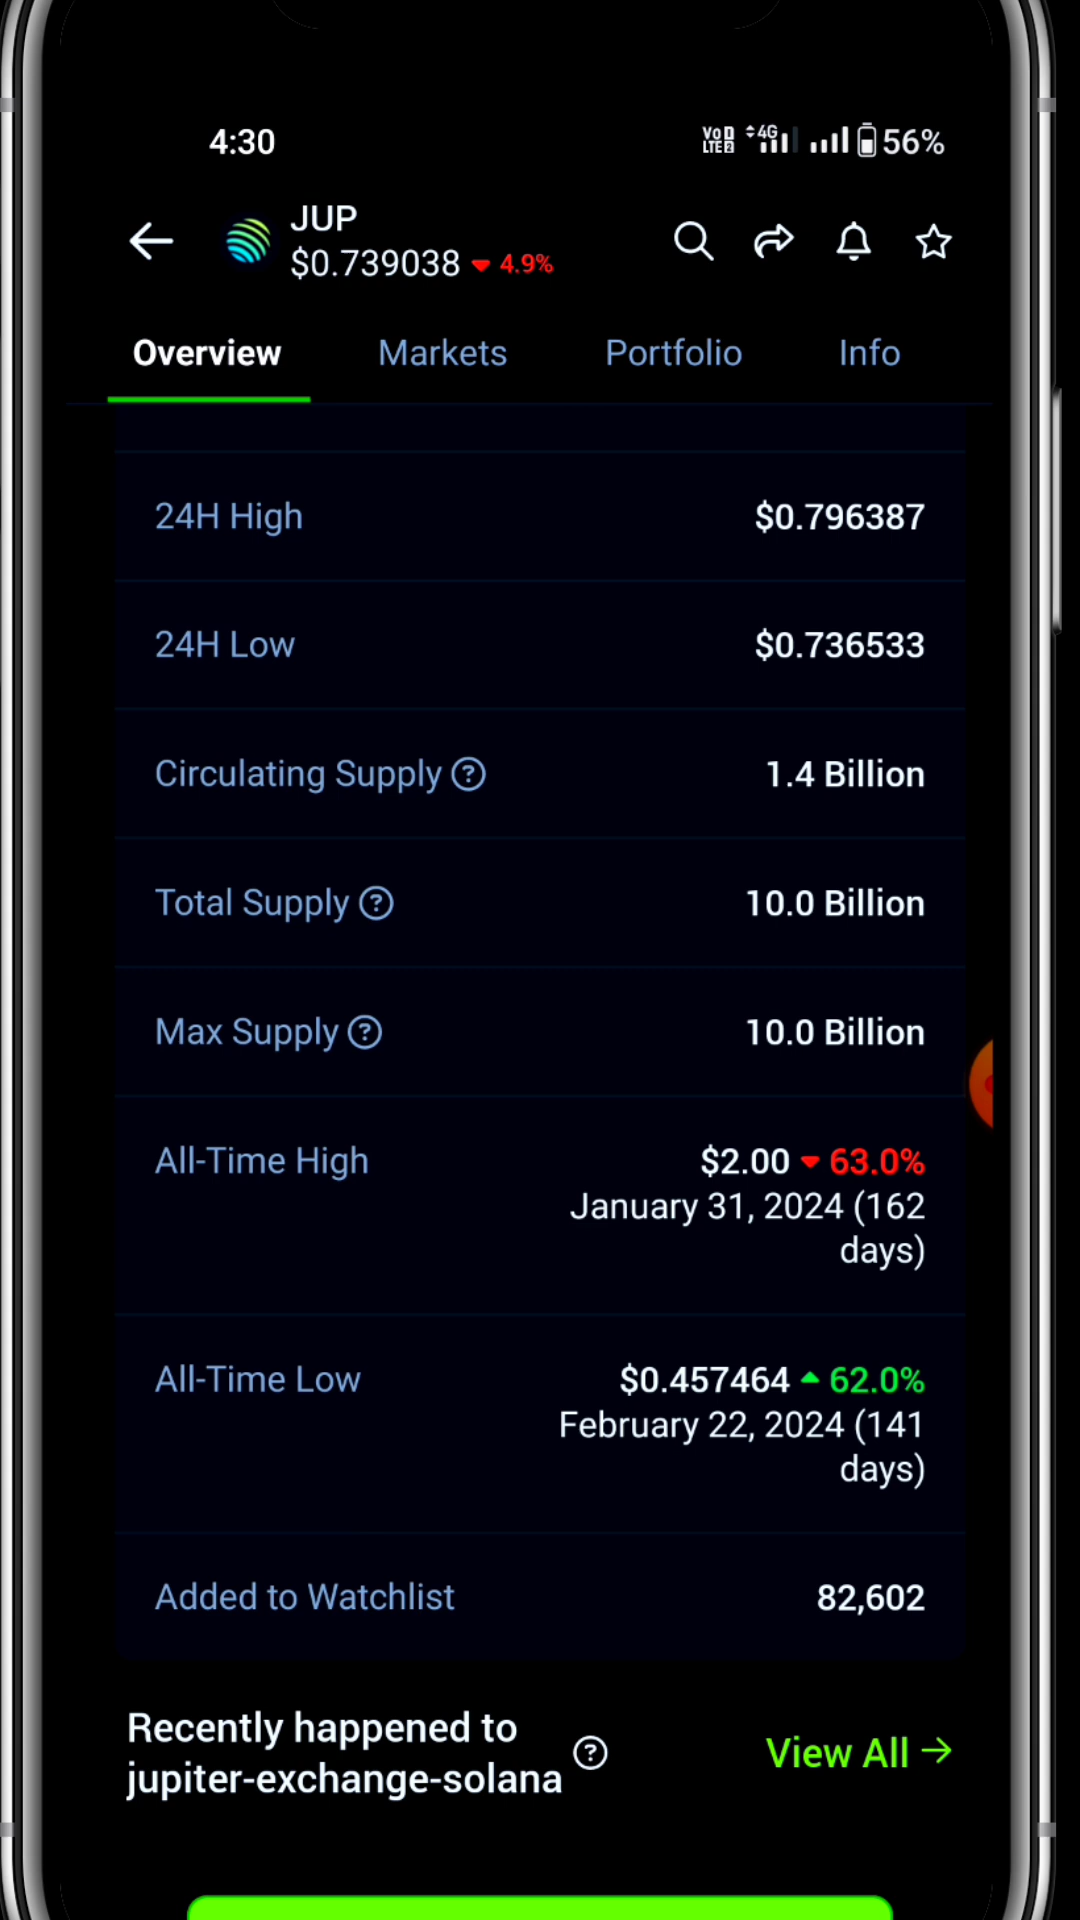 4:30
VoD LTE2 4G 56%
JUP
$0.739038 4.9%
Overview Markets Portfolio Info
24H High $0.796387
24H Low $0.736533
Circulating Supply ? 1.4 Billion
Total Supply ? 10.0 Billion
Max Supply ? 10.0 Billion
All-Time High $2.00 63.0%
January 31, 2024 (162
days)
All-Time Low $0.457464 62.0%
February 22, 2024 (141
days)
Added to Watchlist 82,602
Recently happened to
jupiter-exchange-solana ? View All